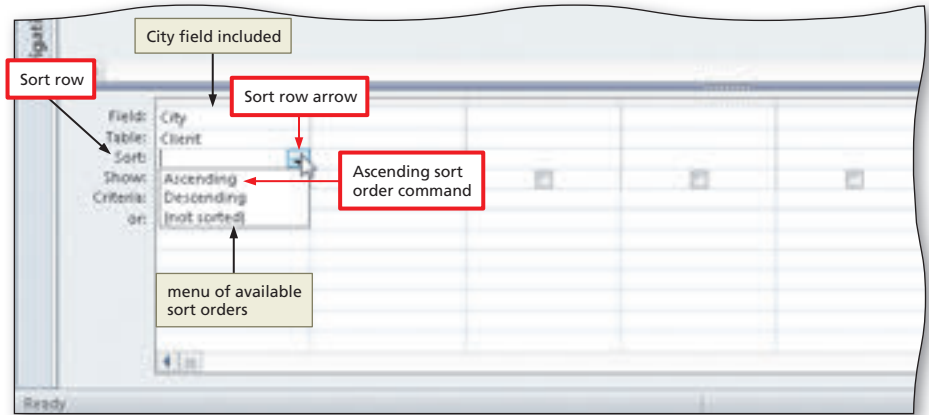 City field included
Sort row
Sort row arrow
Field: City
Table: Client
Sort:
Show:
Criteria:
or:
Ascending
Descending
(not sorted)
Ascending sort
order command
menu of available
sort orders
Ready